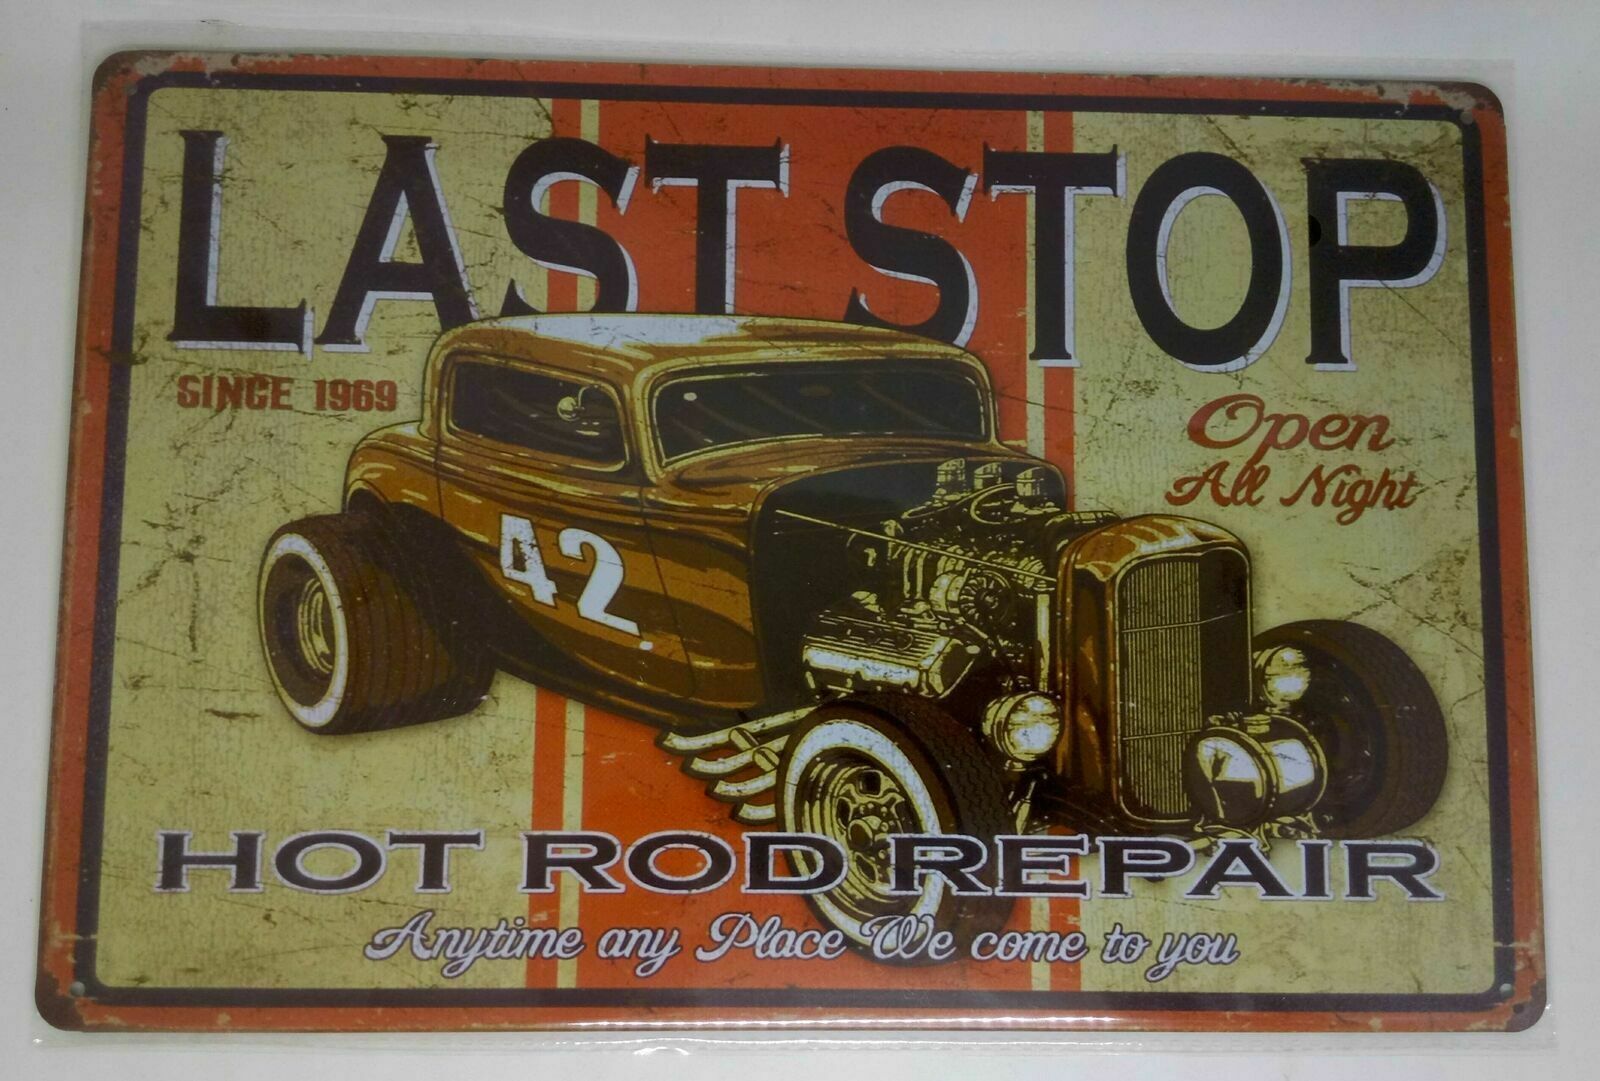 LAST STOP
SINCE 1969
Open
All Night
42
HOT ROD REPAIR
Anytime any Place We come to you